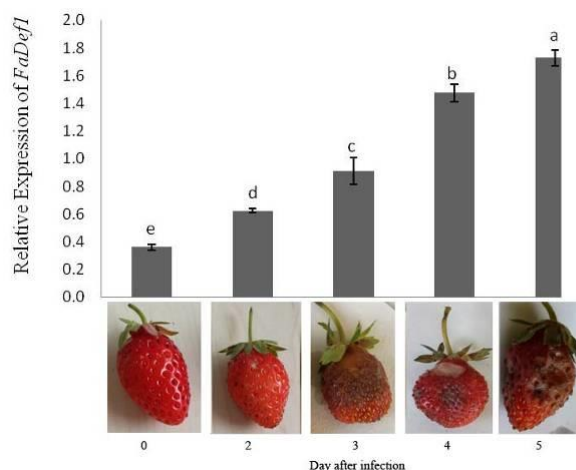 Relative Expression of FaDef1
2.0
1.8
1.6
1.4
1.2
1.0
0.8
0.6
0.4
0.2
0.0
e
d
c
b
a
0 2 3 4 5
Day after infection